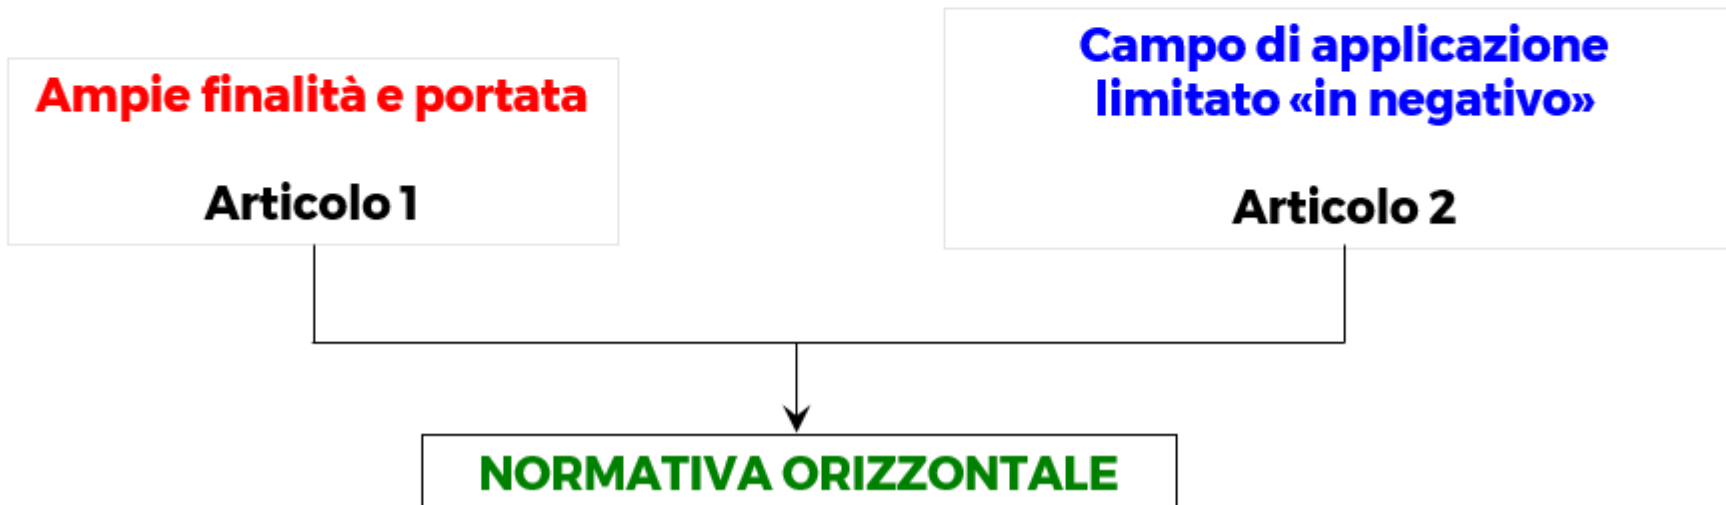 Ampie finalità e portata
Articolo 1
Campo di applicazione
limitato «in negativo»
Articolo 2
NORMATIVA ORIZZONTALE